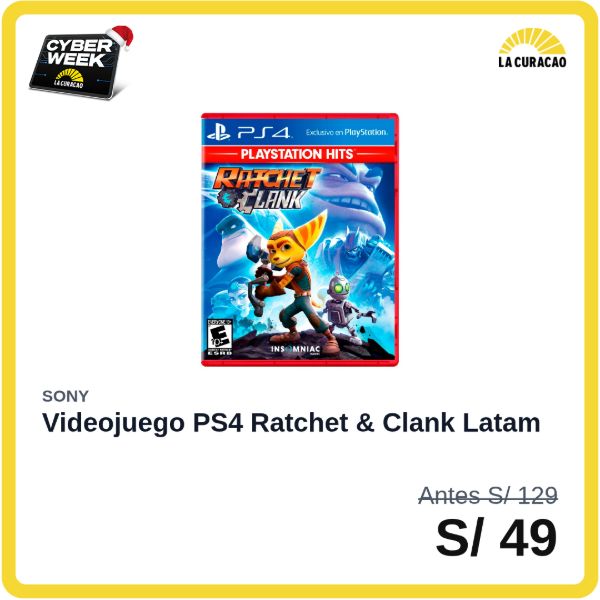 CYBER
WEEK
LA CURACAO
LA CURACAO
PS4
Exclusivo en PlayStation.
PLAYSTATION HITS
RATCHET
CLANK
E
ESRB
INSOMNIAC
GAMES
SONY
Videojuego PS4 Ratchet & Clank Latam
Antes S/ 129
S/ 49